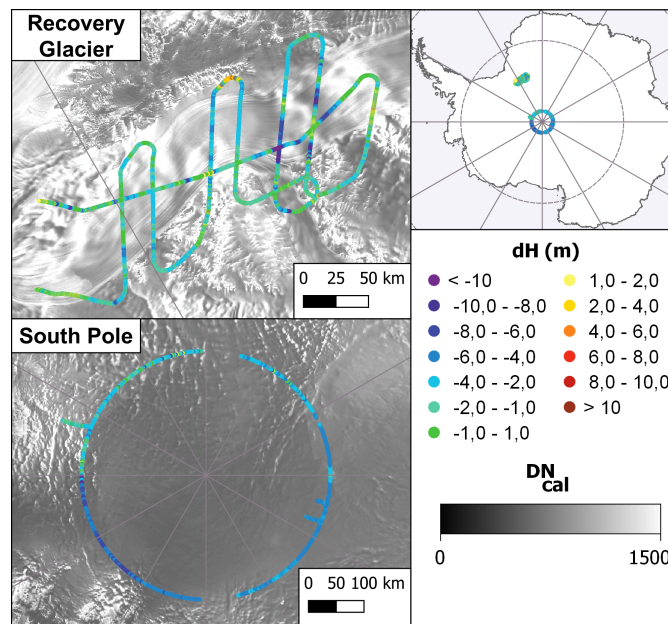 Recovery
Glacier
0 25 50 km
South Pole
0 50 100 km
dH (m)
< -10
-10,0 - -8,0
-8,0 - -6,0
-6,0 - -4,0
-4,0 - -2,0
-2,0 - -1,0
-1,0 - 1,0
1,0 - 2,0
2,0 - 4,0
4,0 - 6,0
6,0 - 8,0
8,0 - 10,0
> 10
DN
cal
0 1500